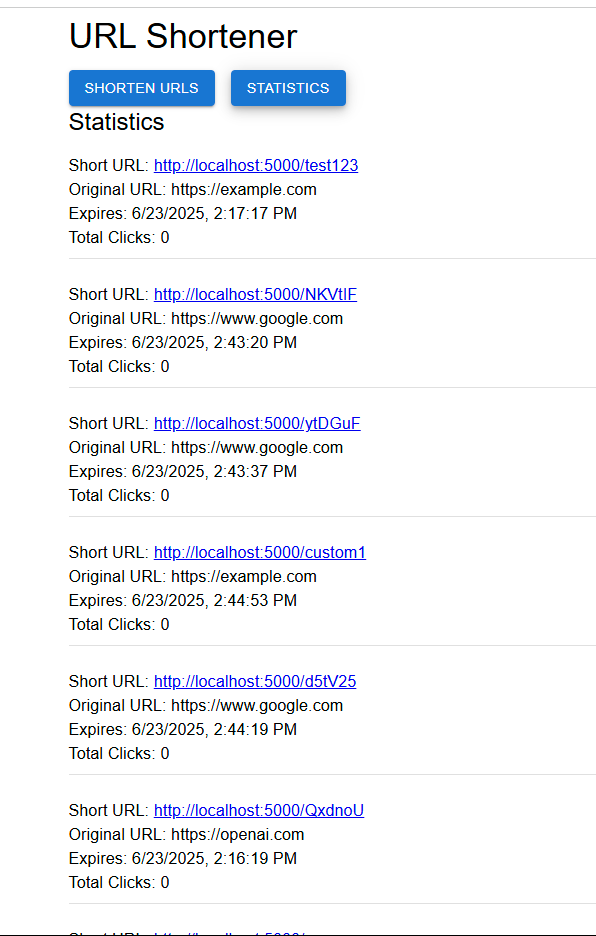 URL Shortener
SHORTEN URLS STATISTICS
Statistics
Short URL: http://localhost:5000/test123
Original URL: https://example.com
Expires: 6/23/2025, 2:17:17 PM
Total Clicks: 0
Short URL: http://localhost:5000/NKVtIF
Original URL: https://www.google.com
Expires: 6/23/2025, 2:43:20 PM
Total Clicks: 0
Short URL: http://localhost:5000/ytDGuF
Original URL: https://www.google.com
Expires: 6/23/2025, 2:43:37 PM
Total Clicks: 0
Short URL: http://localhost:5000/custom1
Original URL: https://example.com
Expires: 6/23/2025, 2:44:53 PM
Total Clicks: 0
Short URL: http://localhost:5000/d5tV25
Original URL: https://www.google.com
Expires: 6/23/2025, 2:44:19 PM
Total Clicks: 0
Short URL: http://localhost:5000/QxdnoU
Original URL: https://openai.com
Expires: 6/23/2025, 2:16:19 PM
Total Clicks: 0